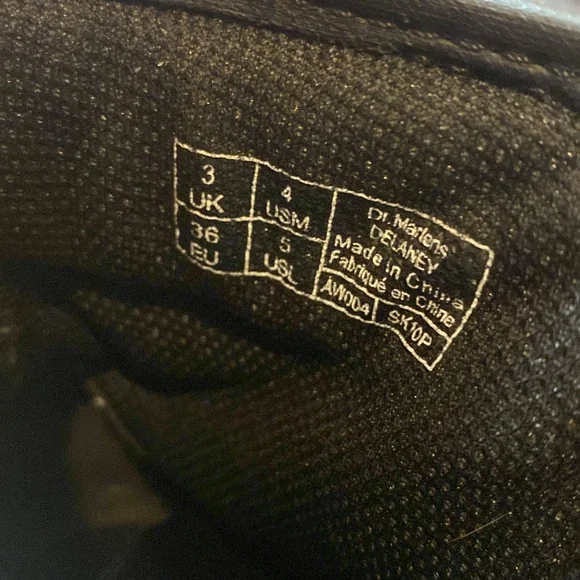 3
UK
4
USM
36
EU
5
USL
Dr. Martens
DELANEY
Made in China
Fabriqué en Chine
AW004
SK10P